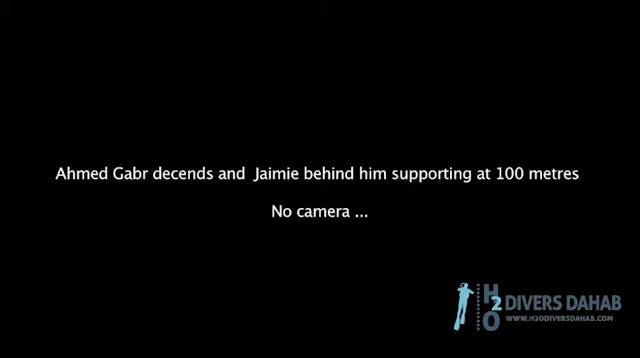 Ahmed Gabr decends and  Jaimie behind him supporting at 100 metres
No camera ...
H2O DIVERS DAHAB
WWW.H2ODIVERSDAHAB.COM